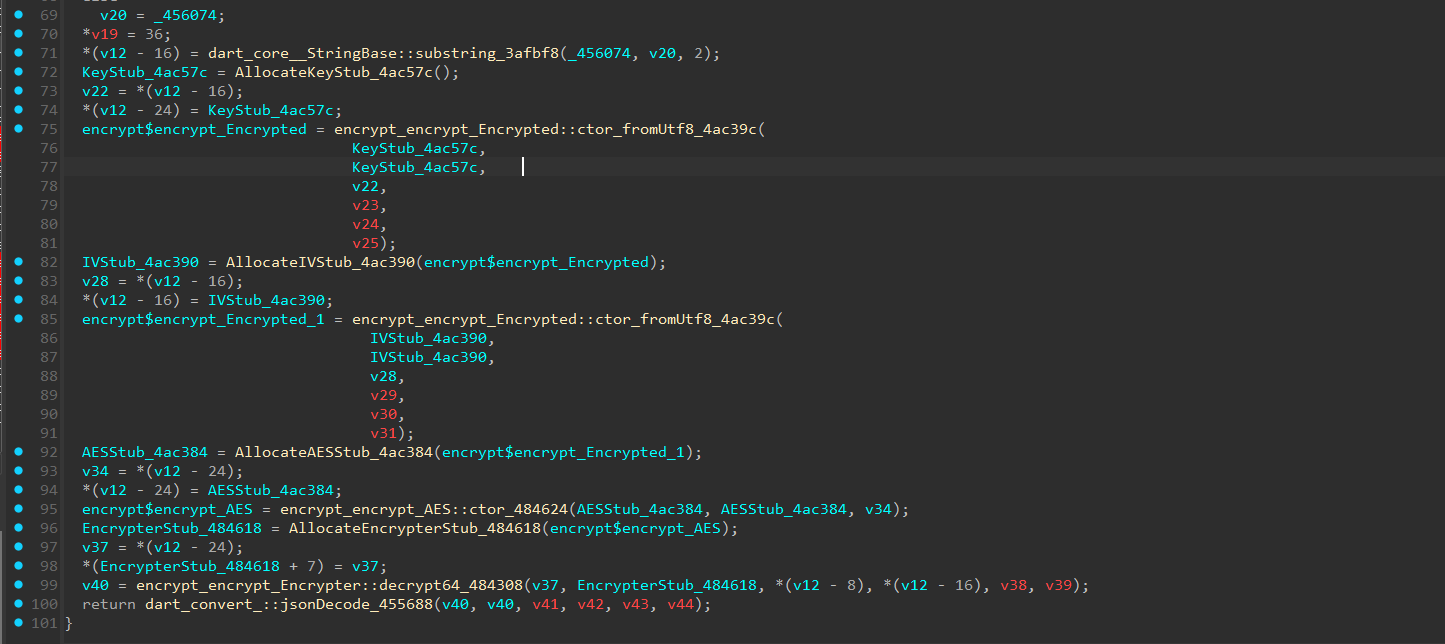 69 v20 = _456074;
70 *v19 = 36;
71 *(v12 - 16) = dart_core__StringBase::substring_3afbf8(_456074, v20, 2);
72 KeyStub_4ac57c = AllocateKeyStub_4ac57c();
73 v22 = *(v12 - 16);
74 *(v12 - 24) = KeyStub_4ac57c;
75 encrypt$encrypt_Encrypted = encrypt_encrypt_Encrypted::ctor_fromUtf8_4ac39c(
76 KeyStub_4ac57c,
77 KeyStub_4ac57c,
78 v22,
79 v23,
80 v24,
81 v25);
82 IVStub_4ac390 = AllocateIVStub_4ac390(encrypt$encrypt_Encrypted);
83 v28 = *(v12 - 16);
84 *(v12 - 16) = IVStub_4ac390;
85 encrypt$encrypt_Encrypted_1 = encrypt_encrypt_Encrypted::ctor_fromUtf8_4ac39c(
86 IVStub_4ac390,
87 IVStub_4ac390,
88 v28,
89 v29,
90 v30,
91 v31);
92 AESStub_4ac384 = AllocateAESStub_4ac384(encrypt$encrypt_Encrypted_1);
93 v34 = *(v12 - 24);
94 *(v12 - 24) = AESStub_4ac384;
95 encrypt$encrypt_AES = encrypt_encrypt_AES::ctor_484624(AESStub_4ac384, AESStub_4ac384, v34);
96 EncrypterStub_484618 = AllocateEncrypterStub_484618(encrypt$encrypt_AES);
97 v37 = *(v12 - 24);
98 *(EncrypterStub_484618 + 7) = v37;
99 v40 = encrypt_encrypt_Encrypter::decrypt64_484308(v37, EncrypterStub_484618, *(v12 - 8), *(v12 - 16), v38, v39);
100 return dart_convert_::jsonDecode_455688(v40, v40, v41, v42, v43, v44);
101 }